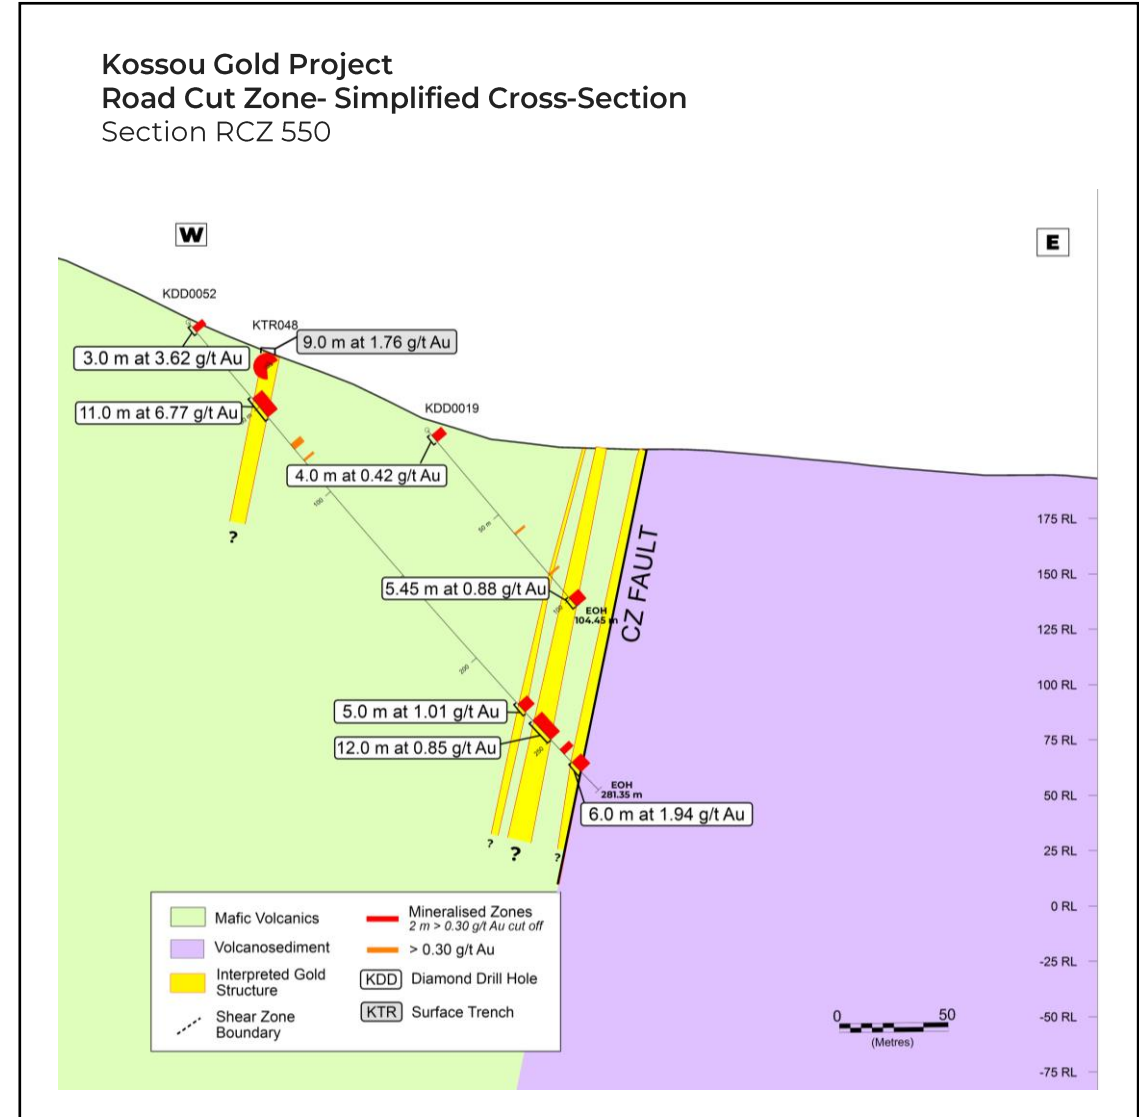 Kossou Gold Project
Road Cut Zone- Simplified Cross-Section
Section RCZ 550
W
E
KDD0052
KTR048
9.0 m at 1.76 g/t Au
3.0 m at 3.62 g/t Au
11.0 m at 6.77 g/t Au
KDD0019
4.0 m at 0.42 g/t Au
100
50 m
5.45 m at 0.88 g/t Au
100
EOH
104.45 m
CZ FAULT
?
200
5.0 m at 1.01 g/t Au
12.0 m at 0.85 g/t Au
EOH
281.35 m
6.0 m at 1.94 g/t Au
?
?
?
175 RL
150 RL
125 RL
100 RL
75 RL
50 RL
25 RL
0 RL
-25 RL
-50 RL
-75 RL
Mafic Volcanics
Volcanosediment
Interpreted Gold
Structure
Shear Zone
Boundary
Mineralised Zones
2 m > 0.30 g/t Au cut off
> 0.30 g/t Au
KDD Diamond Drill Hole
KTR Surface Trench
0 50
(Metres)